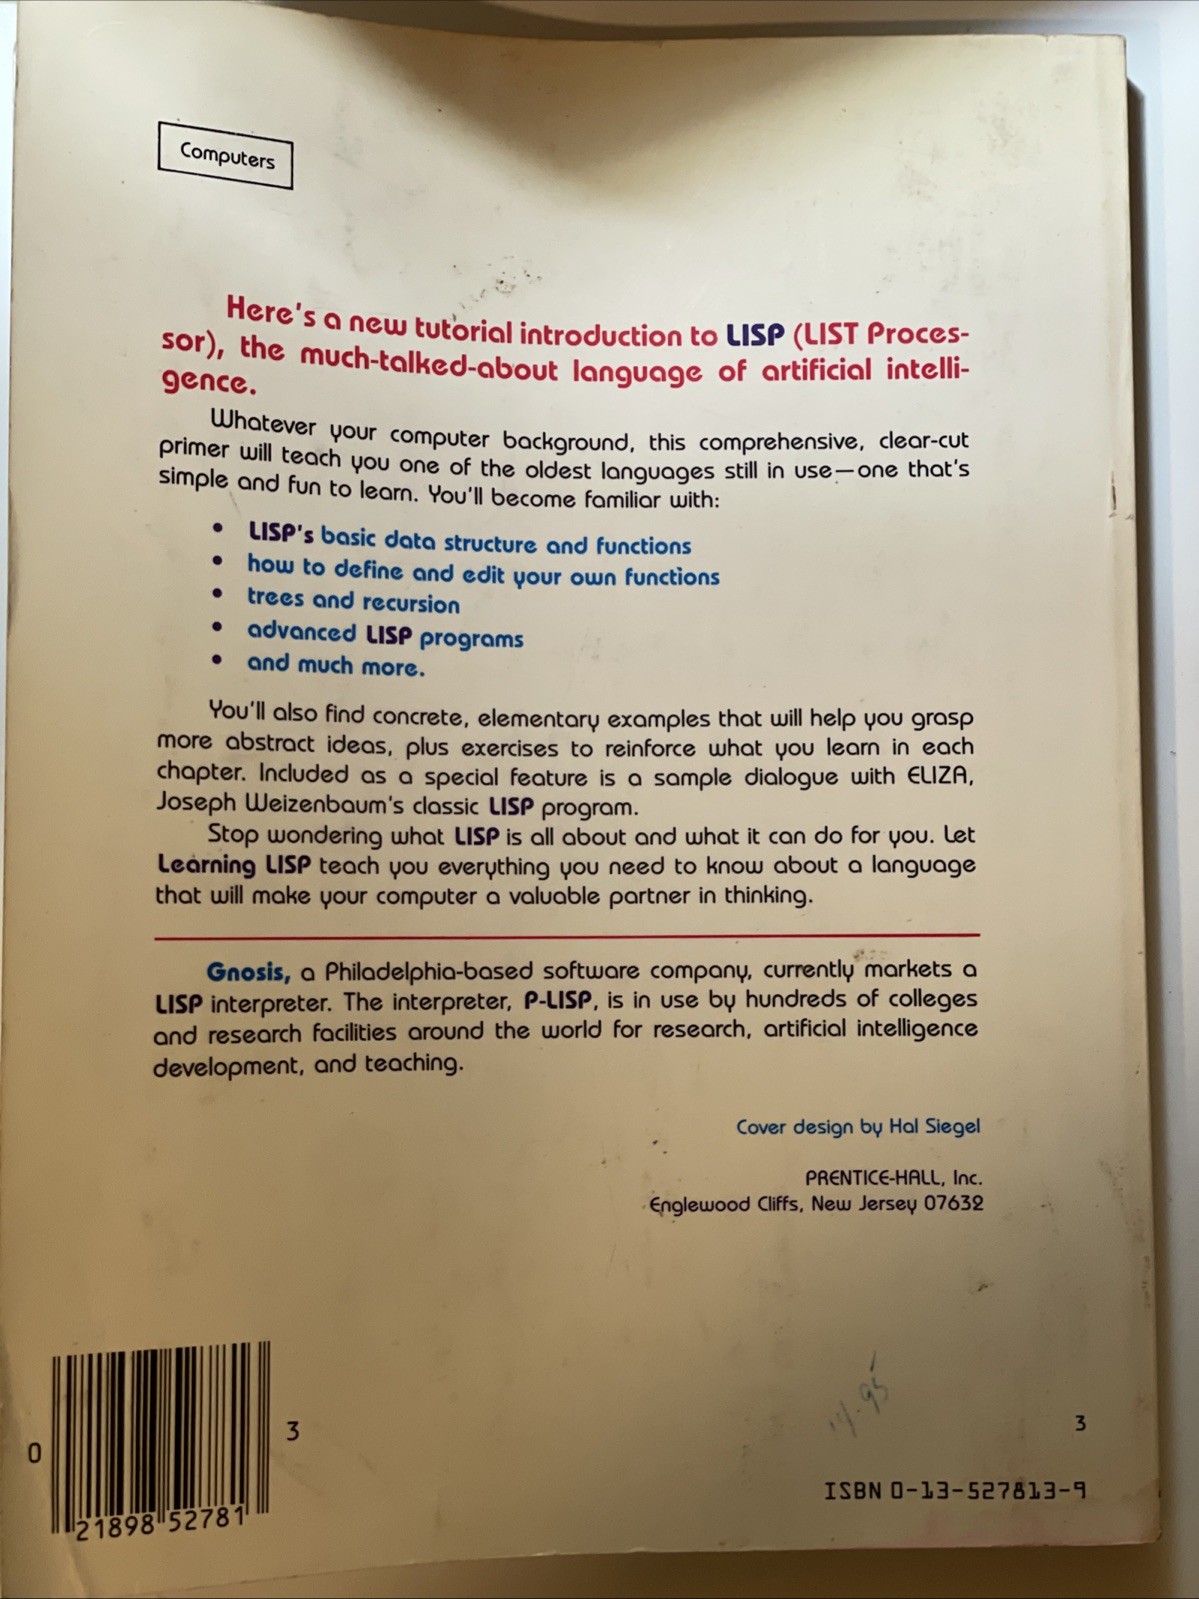 Computers
Here's a new tutorial introduction to LISP (LIST Proces-
sor), the much-talked-about language of artificial intelli-
gence.
Whatever your computer background, this comprehensive, clear-cut
primer will teach you one of the oldest languages still in use—one that's
simple and fun to learn. You'll become familiar with:
• LISP's basic data structure and functions
• how to define and edit your own functions
• trees and recursion
• advanced LISP programs
• and much more.
You'll also find concrete, elementary examples that will help you grasp
more abstract ideas, plus exercises to reinforce what you learn in each
chapter. Included as a special feature is a sample dialogue with ELIZA,
Joseph Weizenbaum's classic LISP program.
Stop wondering what LISP is all about and what it can do for you. Let
Learning LISP teach you everything you need to know about a language
that will make your computer a valuable partner in thinking.
Gnosis, a Philadelphia-based software company, currently markets a
LISP interpreter. The interpreter, P-LISP, is in use by hundreds of colleges
and research facilities around the world for research, artificial intelligence
development, and teaching.
Cover design by Hal Siegel
PRENTICE-HALL, Inc.
Englewood Cliffs, New Jersey 07632
14.95
3
0 21898 52781 3
ISBN 0-13-527813-9